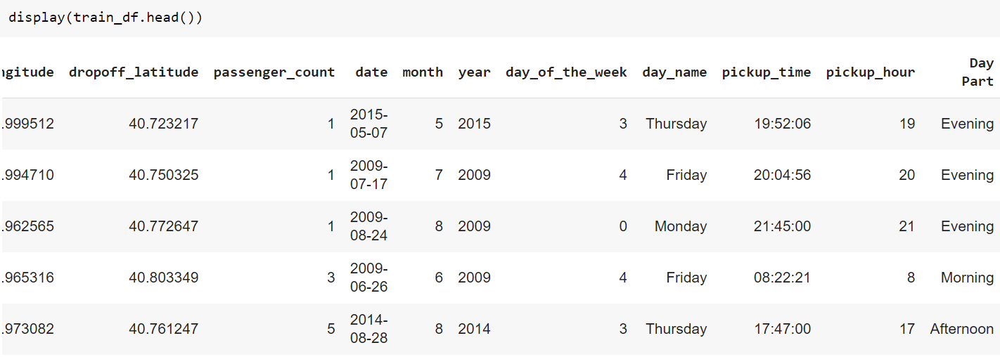 display(train_df.head())
ngitude dropoff_latitude passenger_count date month year day_of_the_week day_name pickup_time pickup_hour Day Part
.999512 40.723217 1 2015-05-07 5 2015 3 Thursday 19:52:06 19 Evening
.994710 40.750325 1 2009-07-17 7 2009 4 Friday 20:04:56 20 Evening
.962565 40.772647 1 2009-08-24 8 2009 0 Monday 21:45:00 21 Evening
.965316 40.803349 3 2009-06-26 6 2009 4 Friday 08:22:21 8 Morning
.973082 40.761247 5 2014-08-28 8 2014 3 Thursday 17:47:00 17 Afternoon